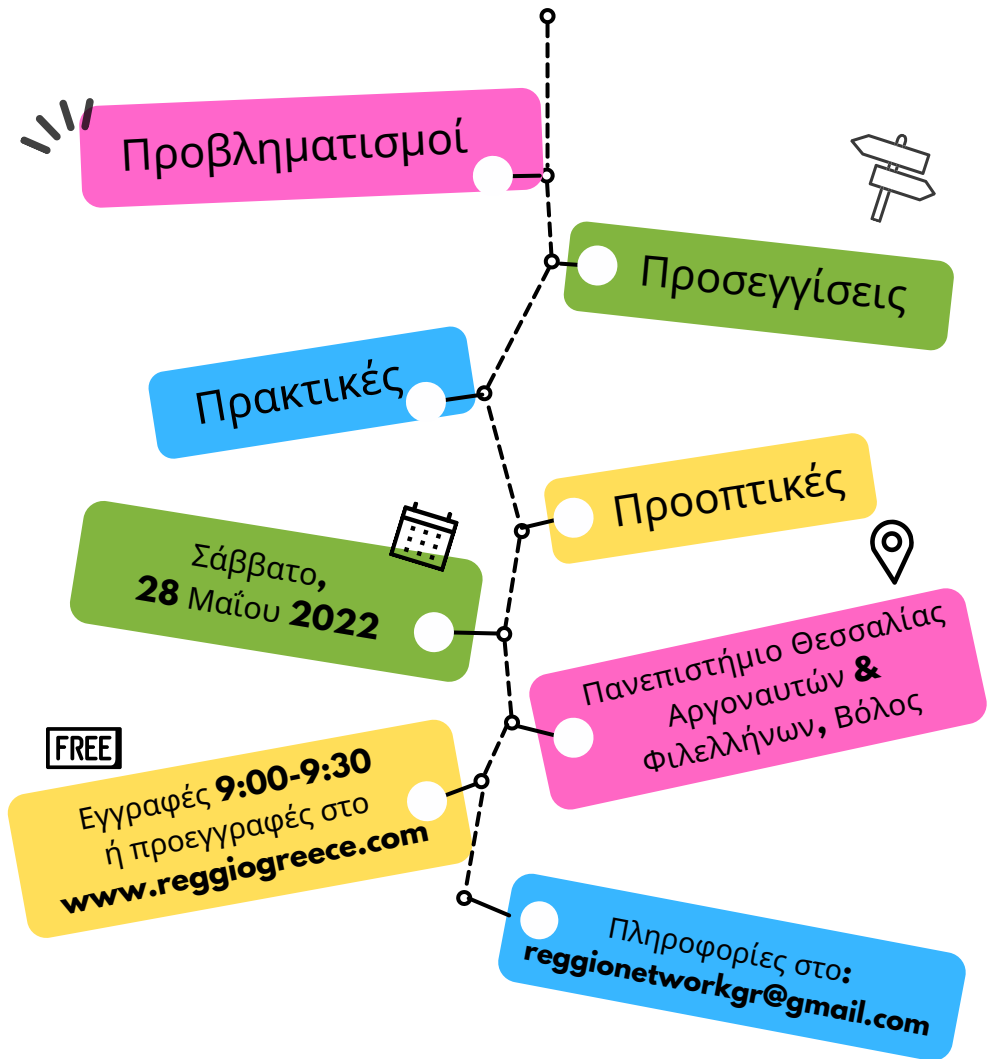 Προβληματισμοί
Προσεγγίσεις
Πρακτικές
Προοπτικές
Σάββατο,
28 Μαΐου 2022
Πανεπιστήμιο Θεσσαλίας
Αργοναυτών &
Φιλελλήνων, Βόλος
FREE
Εγγραφές 9:00-9:30
ή προεγγραφές στο
www.reggiogreece.com
Πληροφορίες στο:
reggionetworkgr@gmail.com